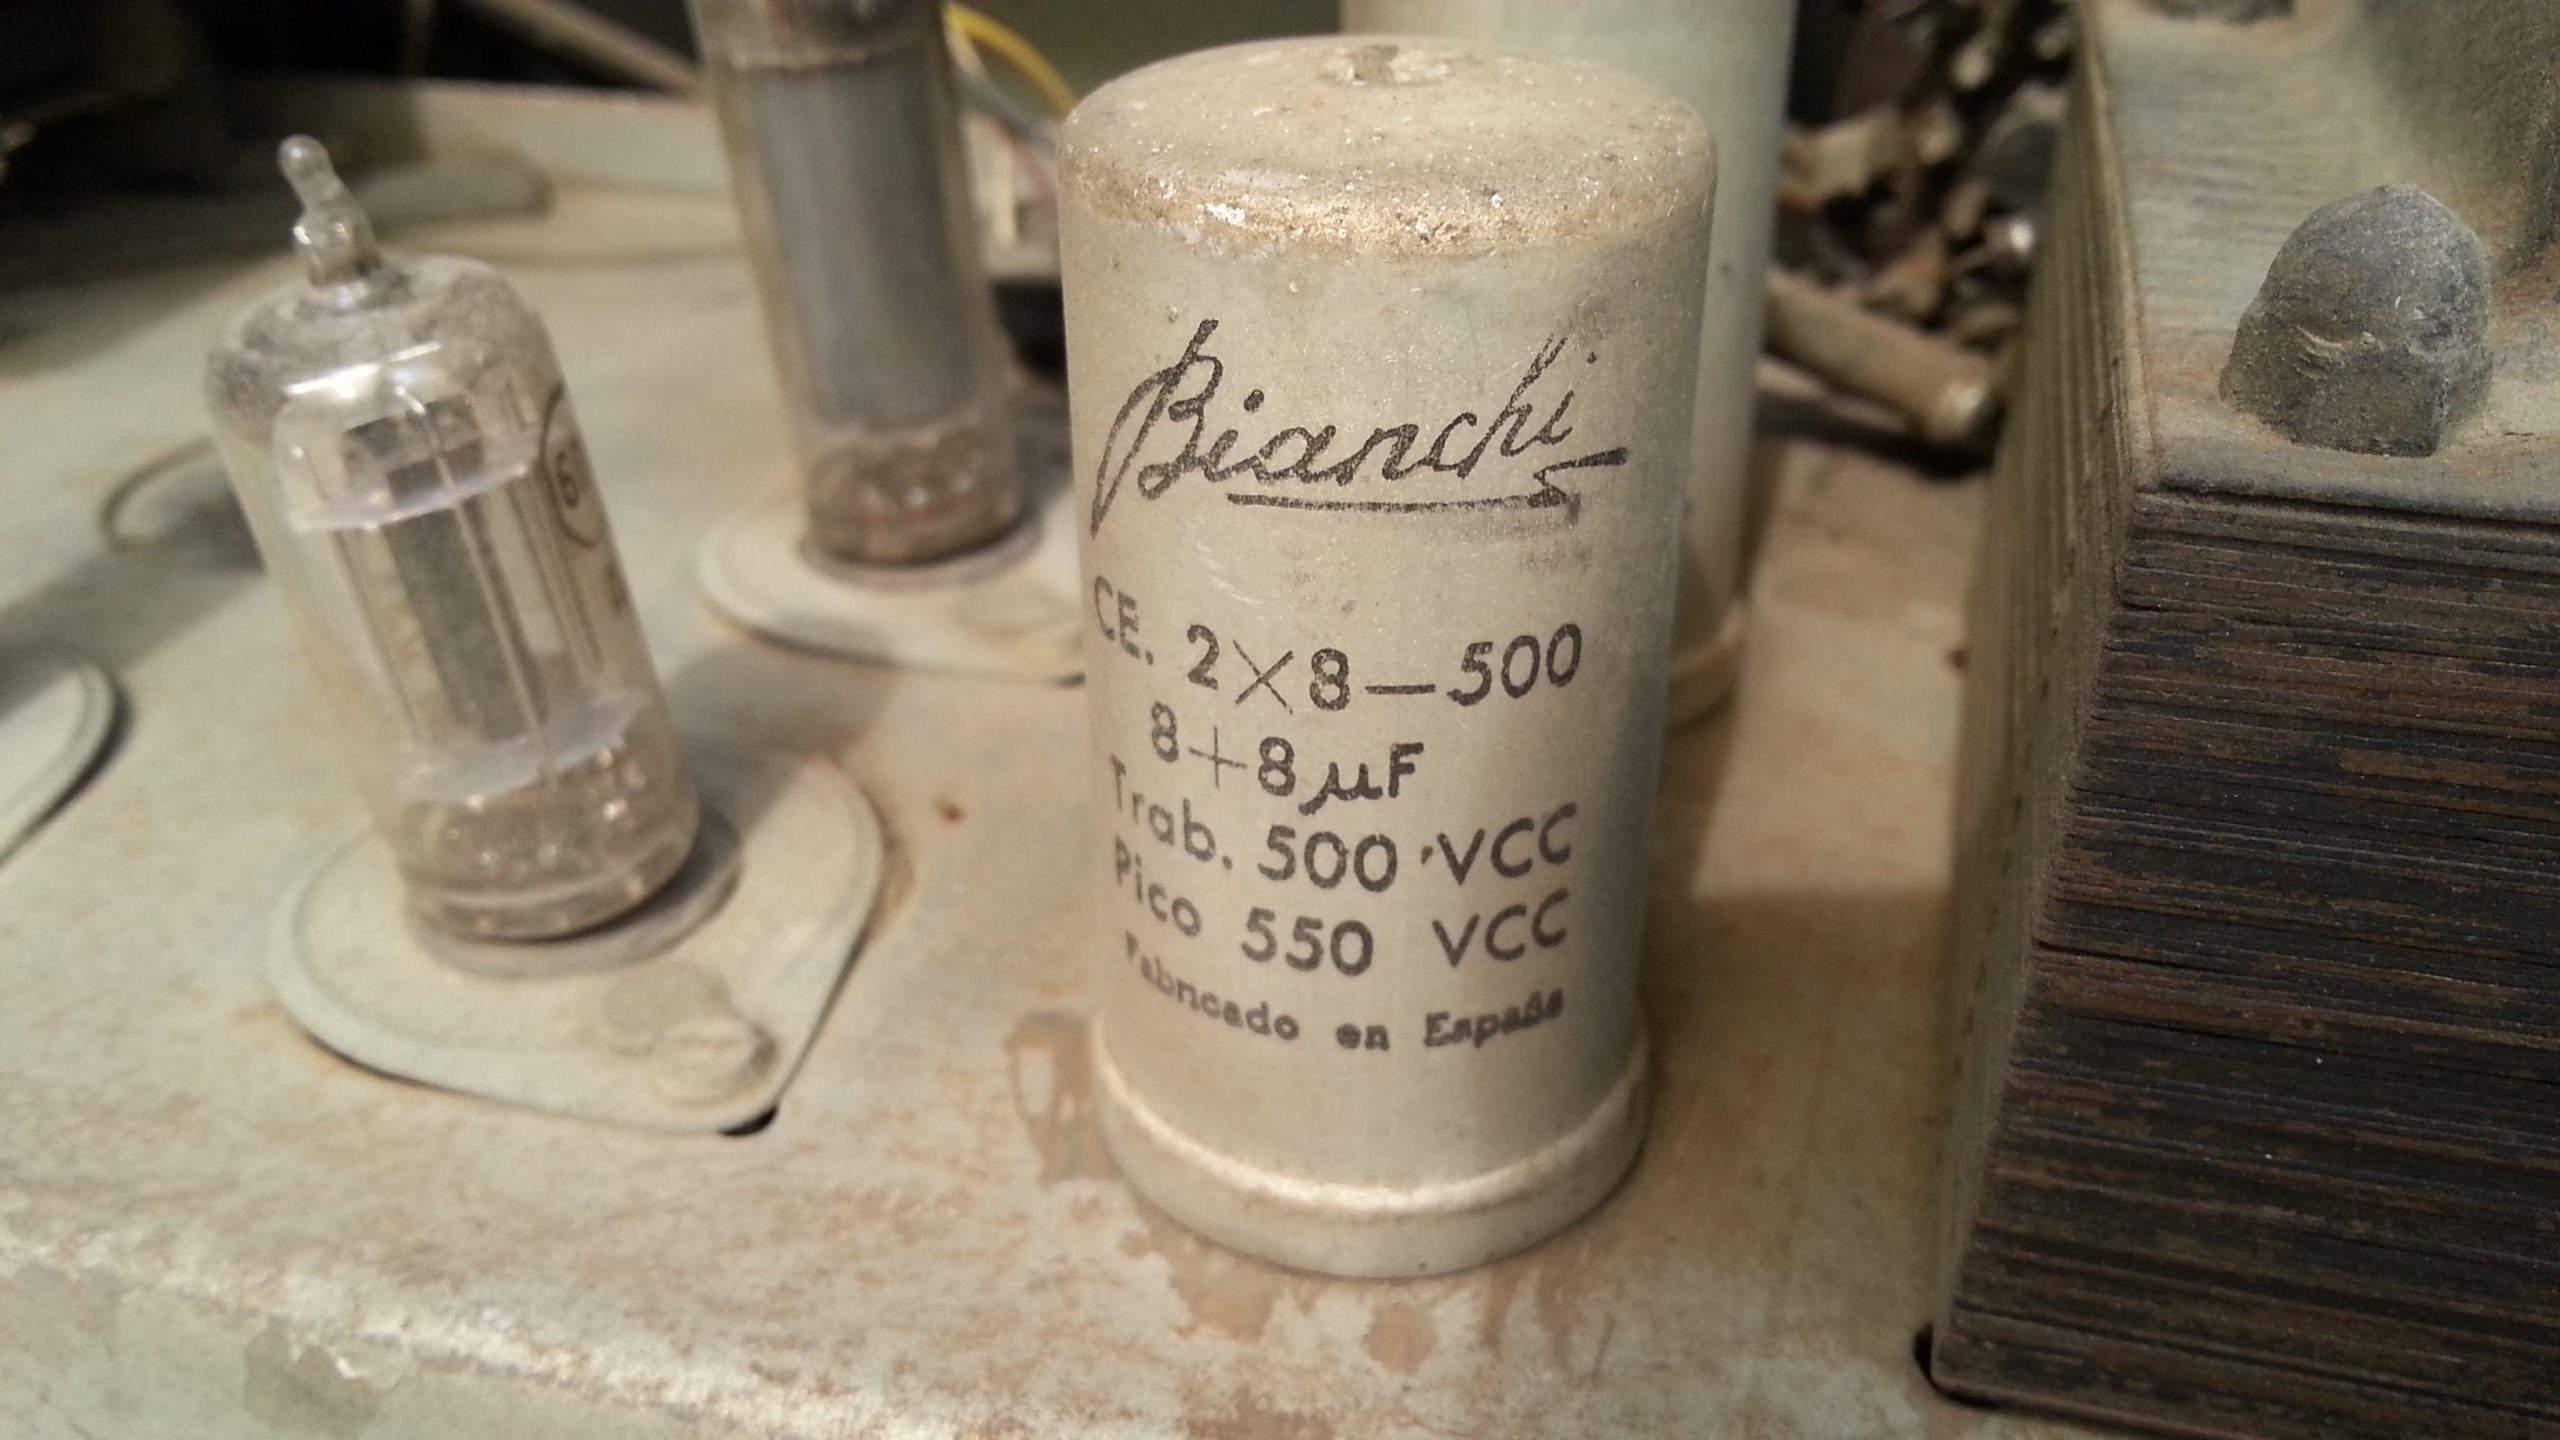 Bianchi
CE. 2×8—500
8+8 µF
Trab. 500 VCC
Pico 550 VCC
Fabricado en España